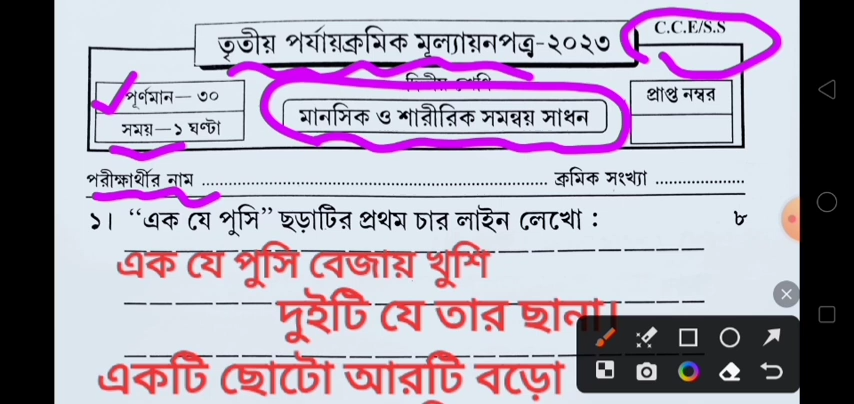 C.C.E/S.S
তৃতীয় পর্যায়ক্রমিক মূল্যায়নপত্র-২০২৩
পূর্ণমান— ৩০
সময়—১ ঘণ্টা
মানসিক ও শারীরিক সমন্বয় সাধন
প্রাপ্ত নম্বর
পরীক্ষার্থীর নাম ........................ ক্রমিক সংখ্যা ................
১। “এক যে পুসি” ছড়াটির প্রথম চার লাইন লেখো : ৮
এক যে পুসি বেজায় খুশি
দুইটি যে তার ছানা।
একটি ছোটো আরটি বড়ো